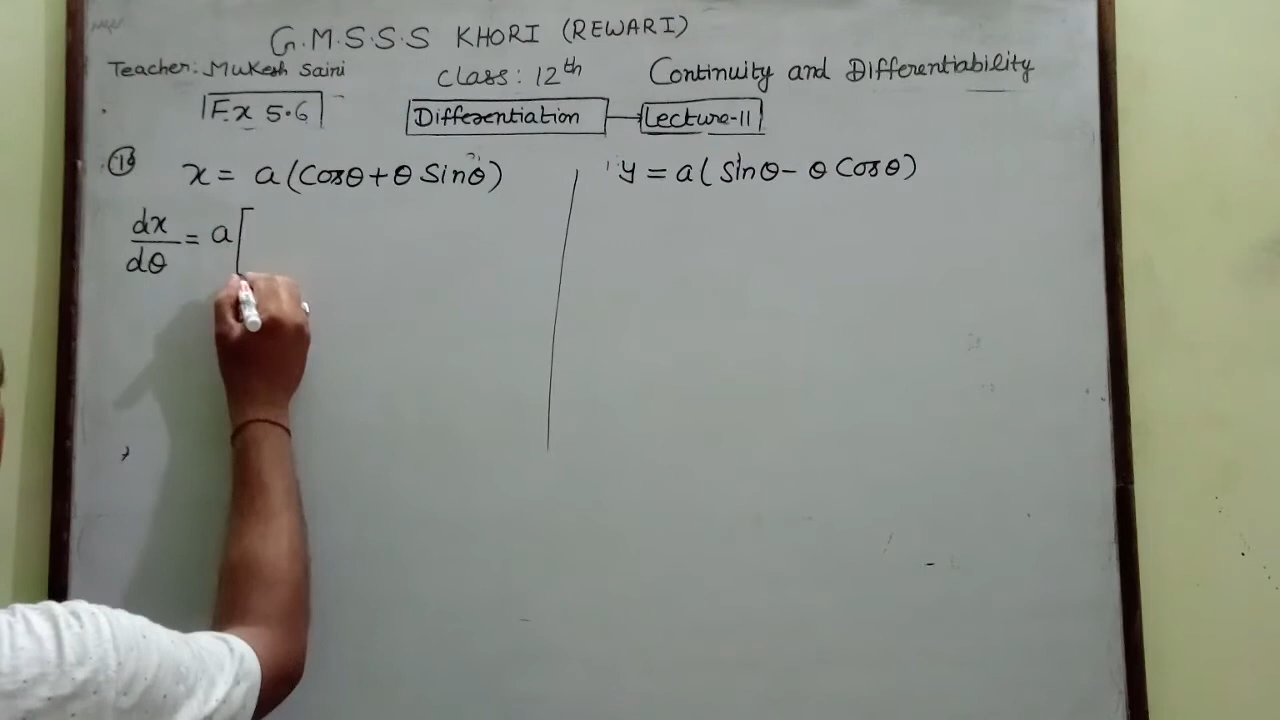 G.M.S.S.S KHORI (REWARI)
Teacher: Mukesh Saini Class: 12th Continuity and Differentiability
Ex 5.6 Differentiation Lecture-11
x = a(Cosθ+θ Sinθ) y = a( Sinθ- θ Cosθ)
dx/dθ = a[